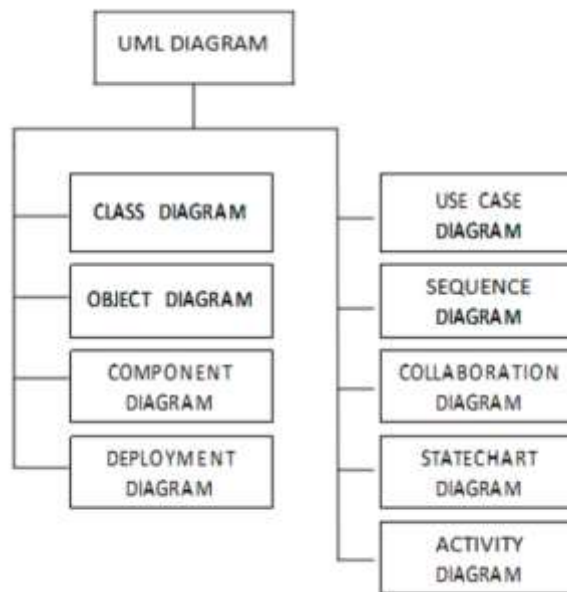 UML DIAGRAM
CLASS DIAGRAM
OBJECT DIAGRAM
COMPONENT
DIAGRAM
DEPLOYMENT
DIAGRAM
USE CASE
DIAGRAM
SEQUENCE
DIAGRAM
COLLABORATION
DIAGRAM
STATECHART
DIAGRAM
ACTIVITY
DIAGRAM